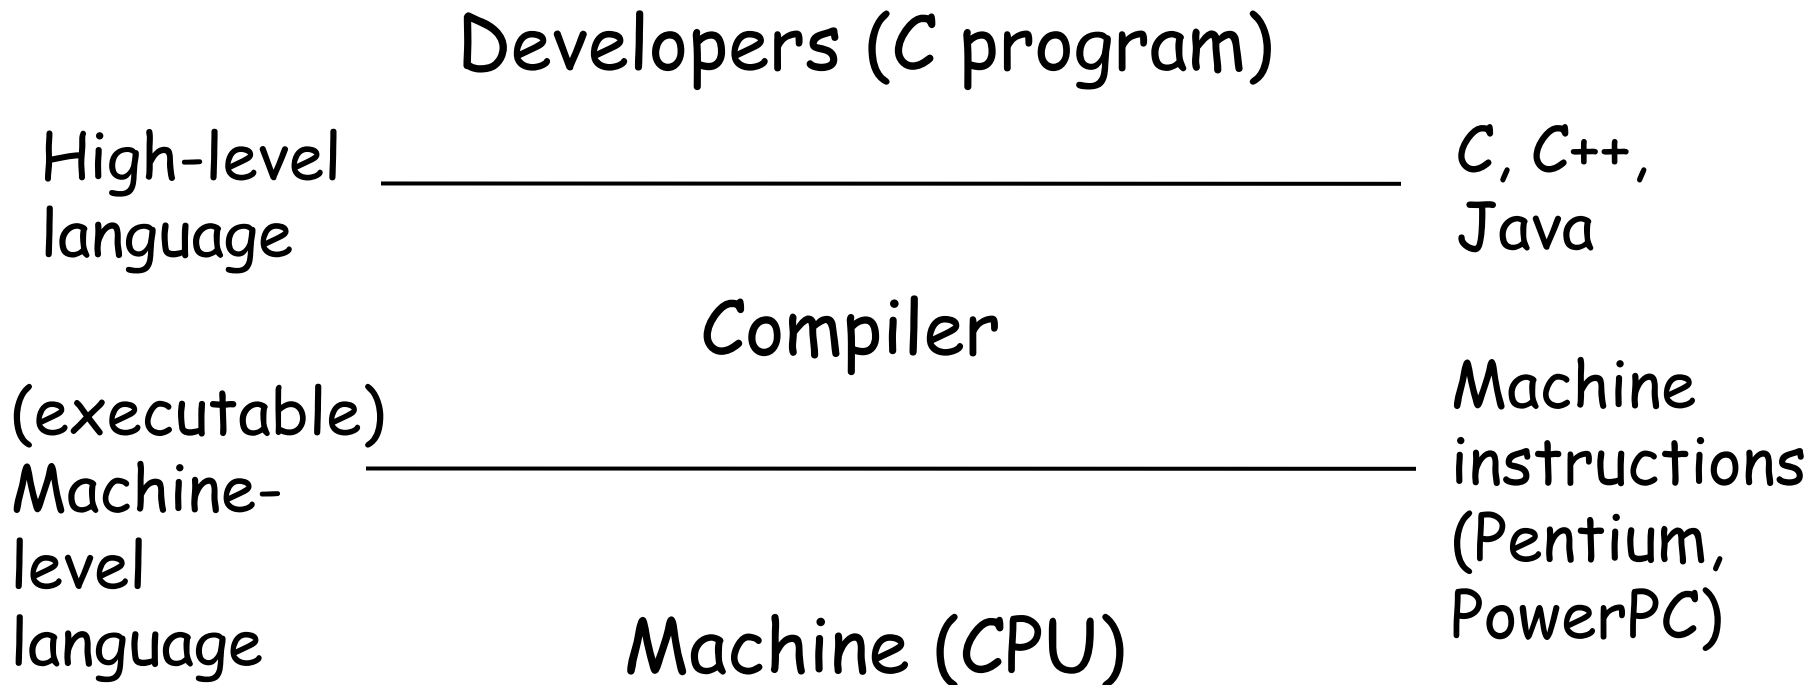 Developers (C program)
High-level
language
C, C++,
Java
Compiler
(executable)
Machine-
level
language
Machine
instructions
(Pentium,
PowerPC)
Machine (CPU)